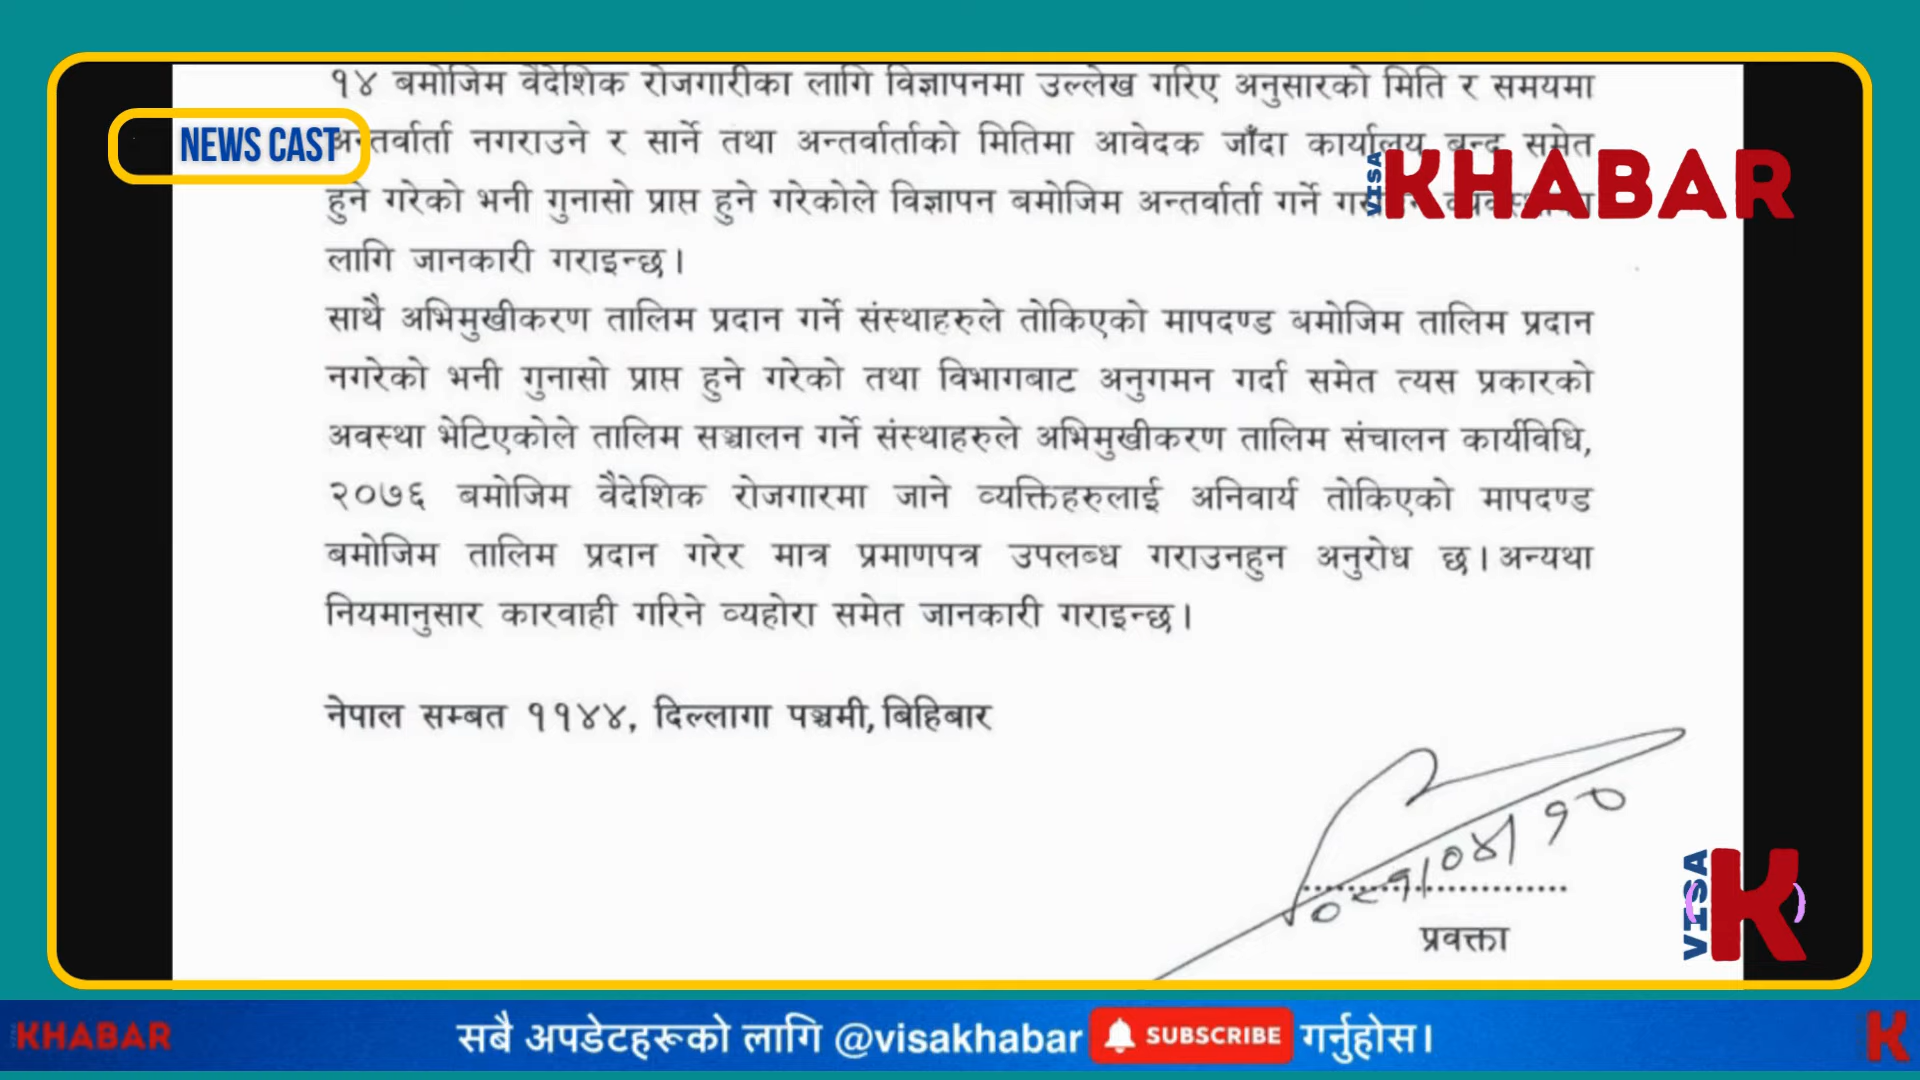 १४ बमोजिम वैदेशिक रोजगारीका लागि विज्ञापनमा उल्लेख गरिए अनुसारको मिति र समयमा
NEWS CAST
अन्तर्वार्ता नगराउने र सार्ने तथा अन्तर्वार्ताको मितिमा आवेदक जाँदा कार्यालय बन्द समेत
VISA KHABAR
हुने गरेको भनी गुनासो प्राप्त हुने गरेकोले विज्ञापन बमोजिम अन्तर्वार्ता गर्ने
लागि जानकारी गराइन्छ।
साथै अभिमुखीकरण तालिम प्रदान गर्ने संस्थाहरुले तोकिएको मापदण्ड बमोजिम तालिम प्रदान
नगरेको भनी गुनासो प्राप्त हुने गरेको तथा विभागबाट अनुगमन गर्दा समेत त्यस प्रकारको
अवस्था भेटिएकोले तालिम सञ्चालन गर्ने संस्थाहरुले अभिमुखीकरण तालिम संचालन कार्यविधि,
२०७६ बमोजिम वैदेशिक रोजगारमा जाने व्यक्तिहरुलाई अनिवार्य तोकिएको मापदण्ड
बमोजिम तालिम प्रदान गरेर मात्र प्रमाणपत्र उपलब्ध गराउनहुन अनुरोध छ। अन्यथा
नियमानुसार कारवाही गरिने व्यहोरा समेत जानकारी गराइन्छ।
नेपाल सम्बत ११४४, दिल्लागा पञ्चमी, बिहिबार
०८१/०४/१०
प्रवक्ता
VISA K
KHABAR
सबै अपडेटहरूको लागि @visakhabar SUBSCRIBE गर्नुहोस।
K